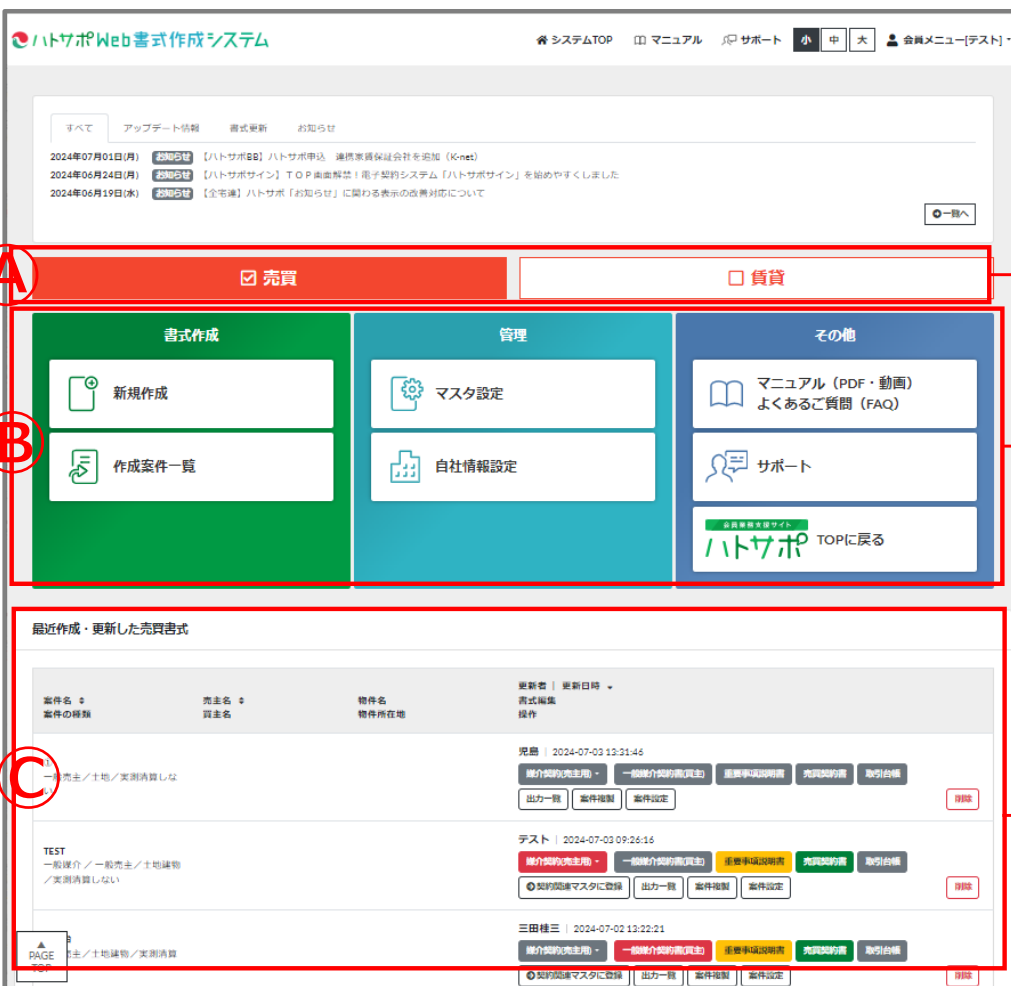 ハトサポWeb書式作成システム
システムTOP マニュアル サポート 小 中 大 会員メニュー[テスト]
すべて アップデート情報 書式更新 お知らせ
2024年07月01日(月) お知らせ 【ハトサポBB】ハトサポ申込 連携家賃保証会社を追加（K-net）
2024年06月24日(月) お知らせ 【ハトサポサイン】ＴＯＰ画面解禁！電子契約システム「ハトサポサイン」を始めやすくしました
2024年06月19日(水) お知らせ 【全宅連】ハトサポ「お知らせ」に関わる表示の改善対応について
一覧へ
A
売買 賃貸
書式作成 管理 その他
新規作成 マスタ設定 マニュアル（PDF・動画）
よくあるご質問（FAQ）
B
作成案件一覧 自社情報設定 サポート
会員業務支援サイト
ハトサポ TOPに戻る
最近作成・更新した売買書式
更新者 | 更新日時
案件名 売主名 物件名 書式編集
案件の種類 買主名 物件所在地 操作
C
児島 | 2024-07-03 13:31:46
一般売主／土地／実測清算しな 媒介契約(売主用) 一般媒介契約書(買主) 重要事項説明書 売買契約書 取引台帳
い 出力一覧 案件複製 案件設定 削除
TEST テスト | 2024-07-03 09:26:16
一般媒介／一般売主／土地建物 媒介契約(売主用) 一般媒介契約書(買主) 重要事項説明書 売買契約書 取引台帳
／実測清算しない 契約関連マスタに登録 出力一覧 案件複製 案件設定 削除
三田桂三 | 2024-07-02 13:22:21
売主／土地建物／実測清算 媒介契約(売主用) 一般媒介契約書(買主) 重要事項説明書 売買契約書 取引台帳
契約関連マスタに登録 出力一覧 案件複製 案件設定 削除
PAGE
TOP